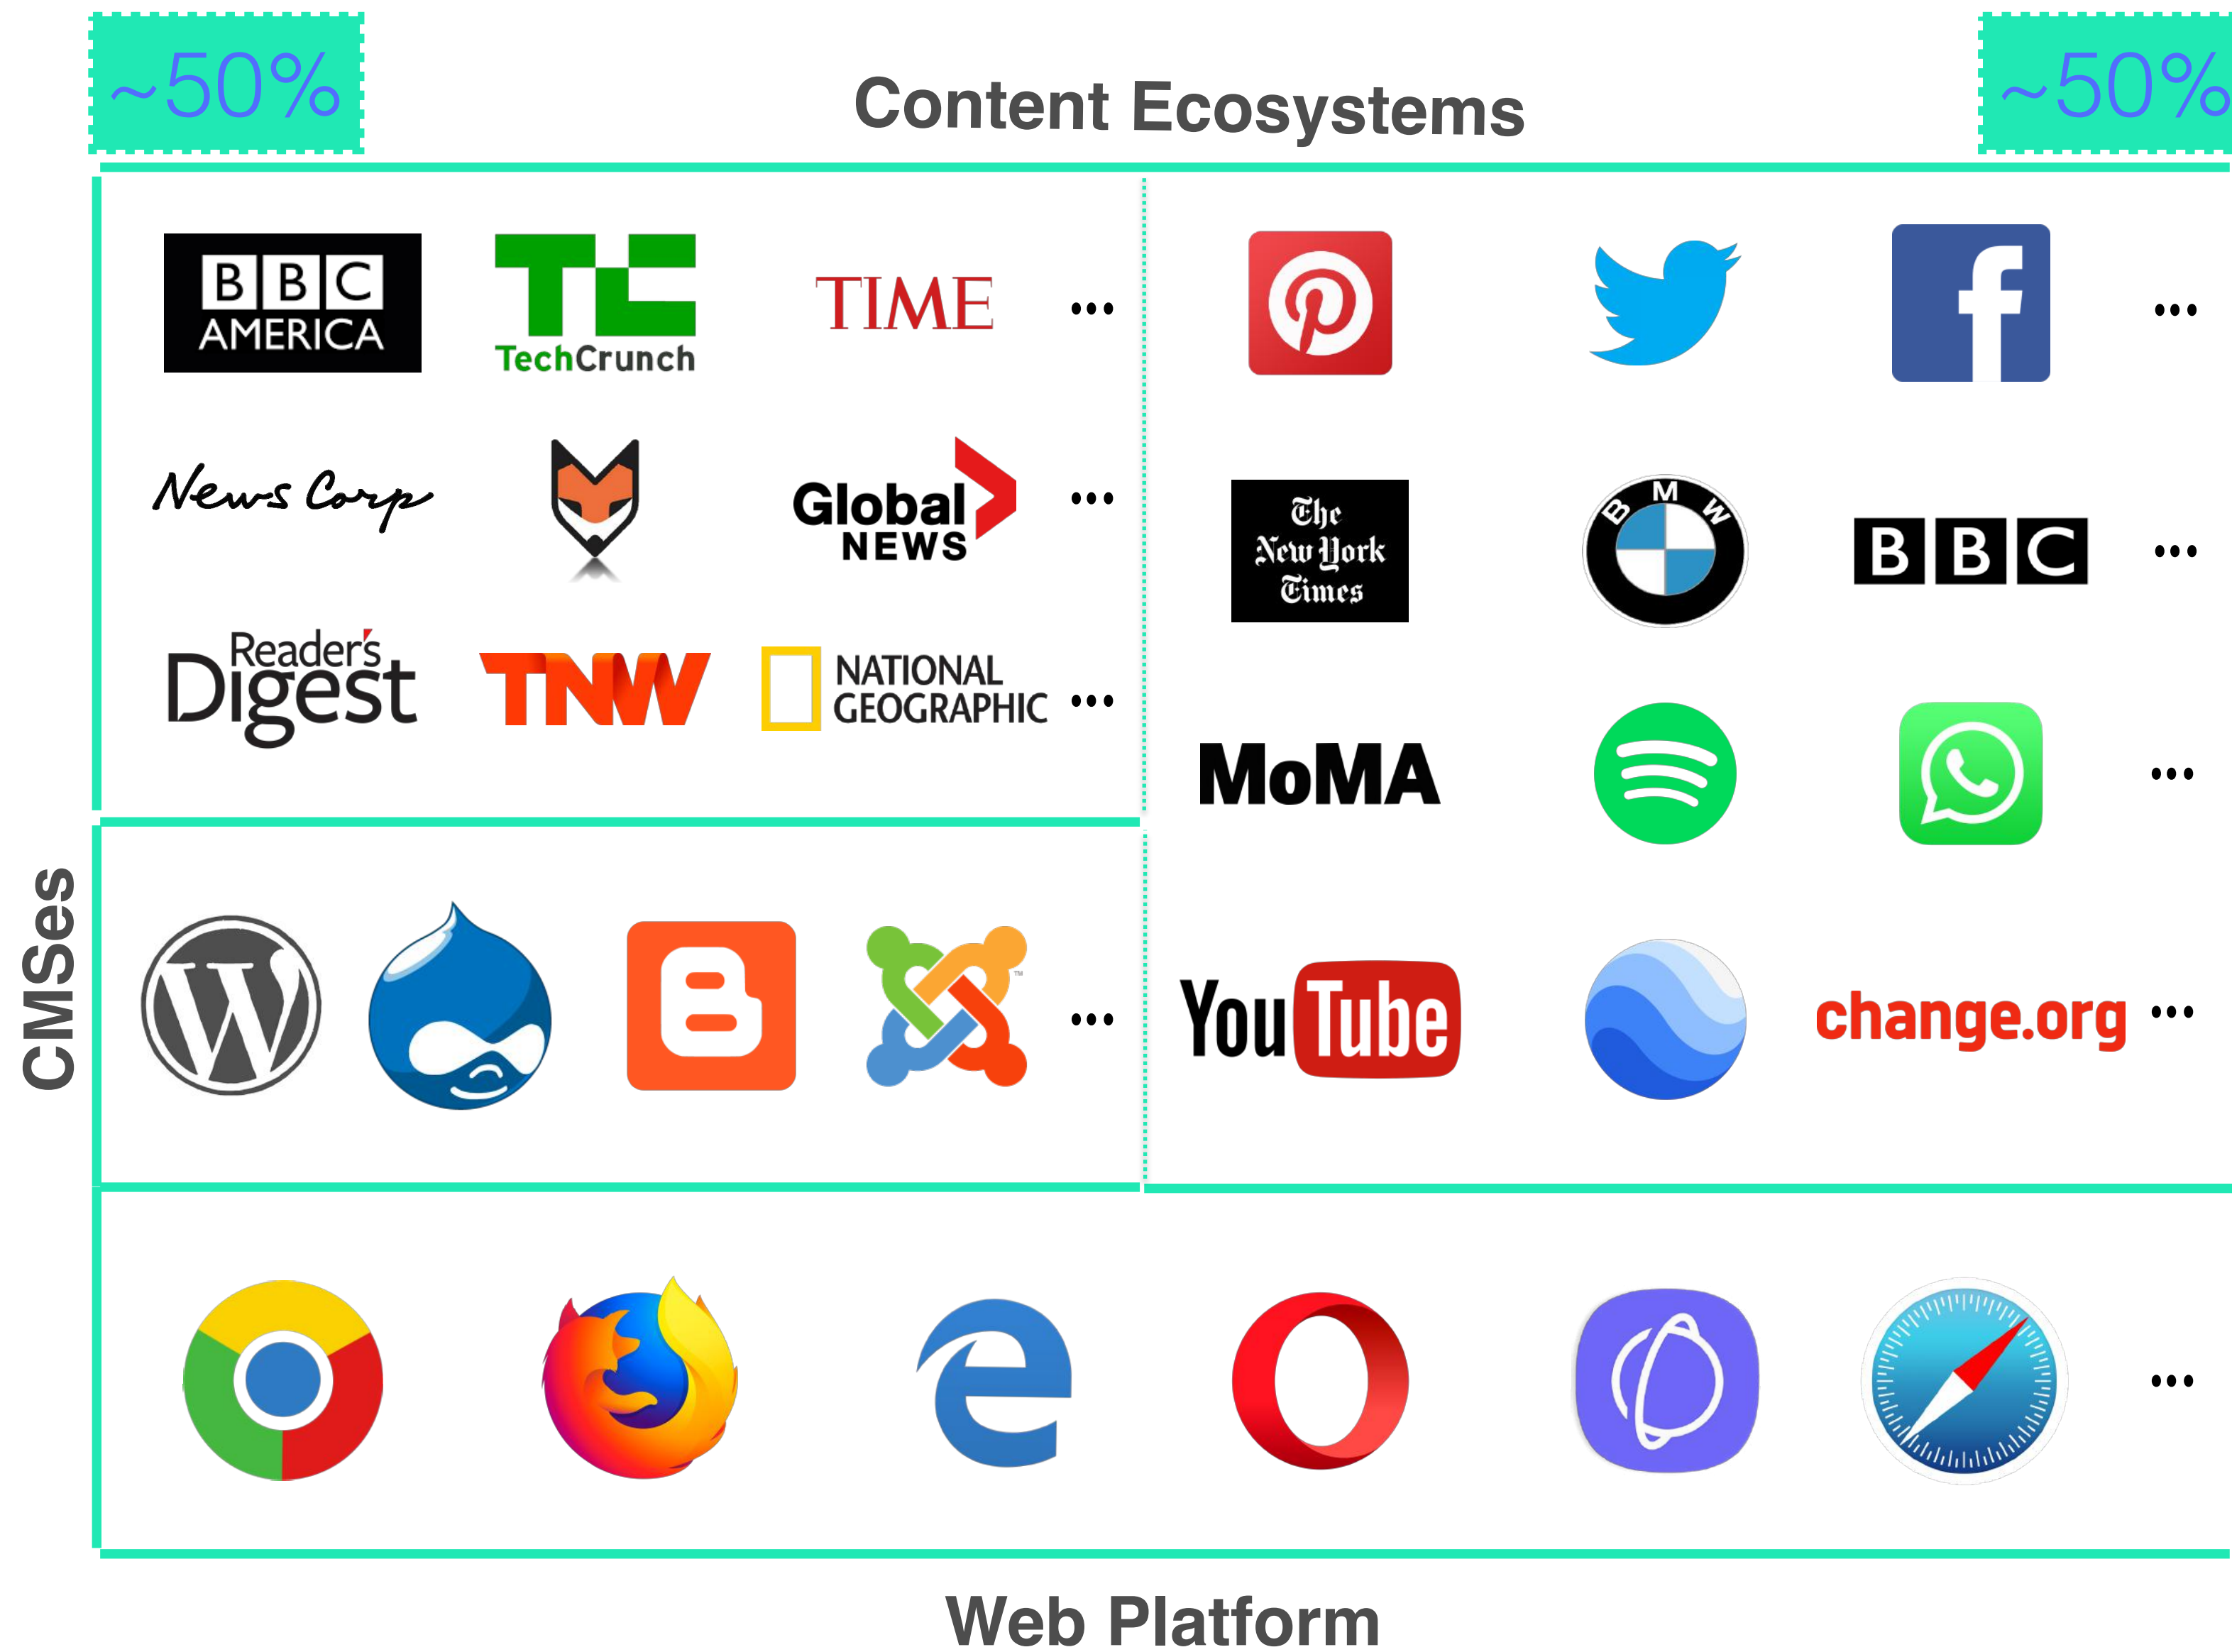 ~50%
Content Ecosystems
~50%
BBC
AMERICA
TC
TechCrunch
TIME
...
...
News Corp
Global
NEWS
...
The
New York
Times
BMW
BBC
...
Reader's
Digest
TNW
NATIONAL
GEOGRAPHIC
...
MoMA
...
CMSes
...
YouTube
change.org
...
...
Web Platform